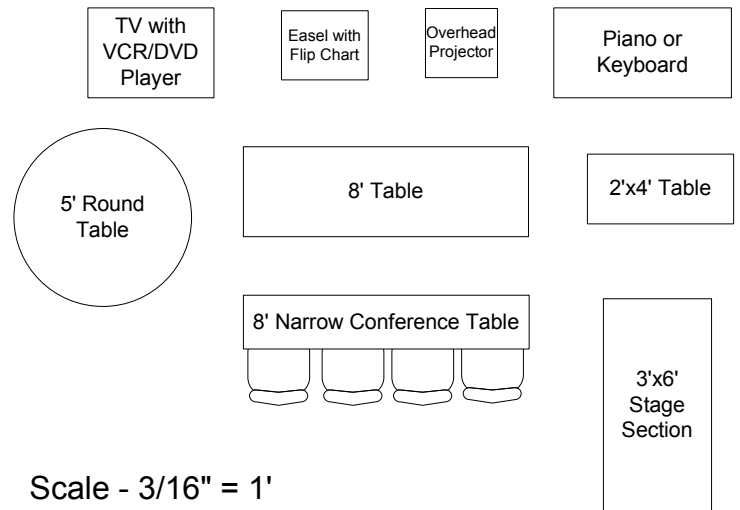 TV with
VCR/DVD
Player
Easel with
Flip Chart
Overhead
Projector
Piano or
Keyboard
5' Round
Table
8' Table
2'x4' Table
8' Narrow Conference Table
3'x6'
Stage
Section
Scale - 3/16" = 1'